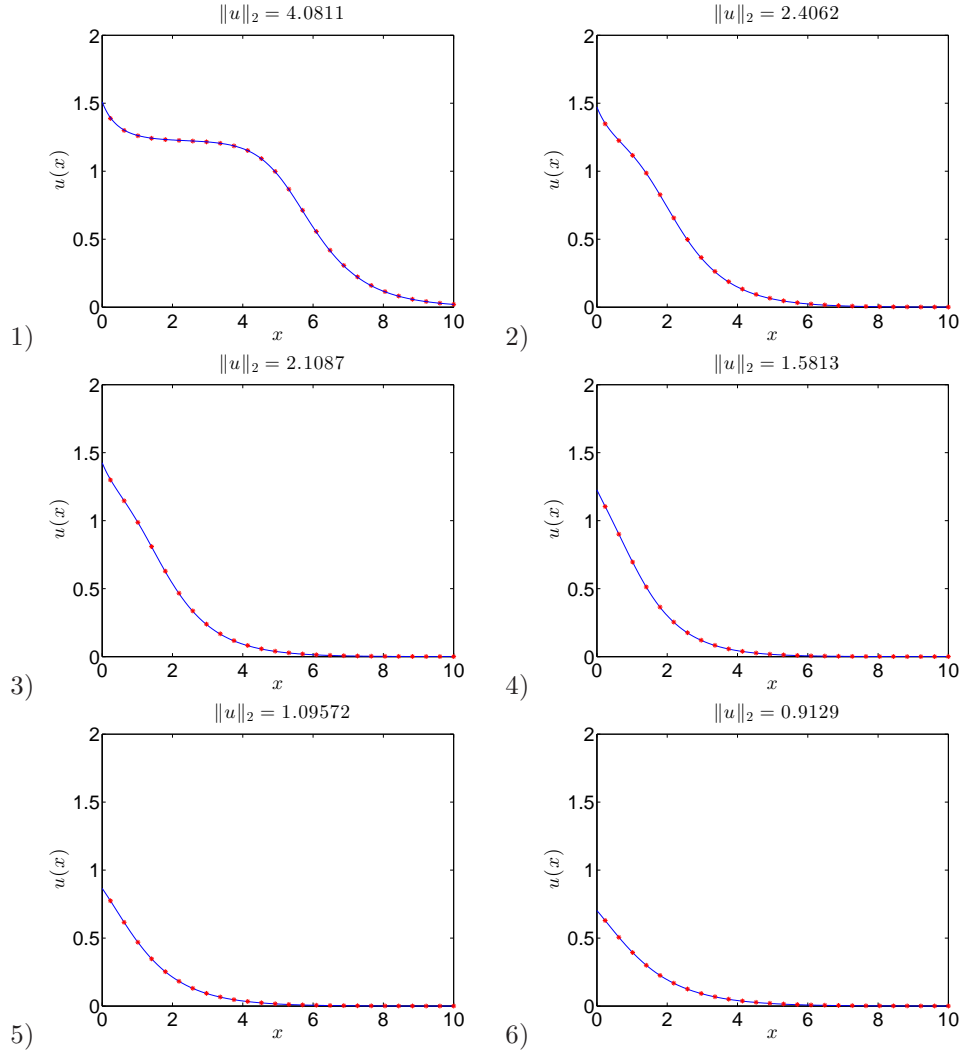 ‖u‖₂ = 4.0811
2
1.5
1
0.5
0
u(x)
0 2 4 6 8 10
x
1)
‖u‖₂ = 2.4062
2
1.5
1
0.5
0
u(x)
0 2 4 6 8 10
x
2)
‖u‖₂ = 2.1087
2
1.5
1
0.5
0
u(x)
0 2 4 6 8 10
x
3)
‖u‖₂ = 1.5813
2
1.5
1
0.5
0
u(x)
0 2 4 6 8 10
x
4)
‖u‖₂ = 1.09572
2
1.5
1
0.5
0
u(x)
0 2 4 6 8 10
x
5)
‖u‖₂ = 0.9129
2
1.5
1
0.5
0
u(x)
0 2 4 6 8 10
x
6)